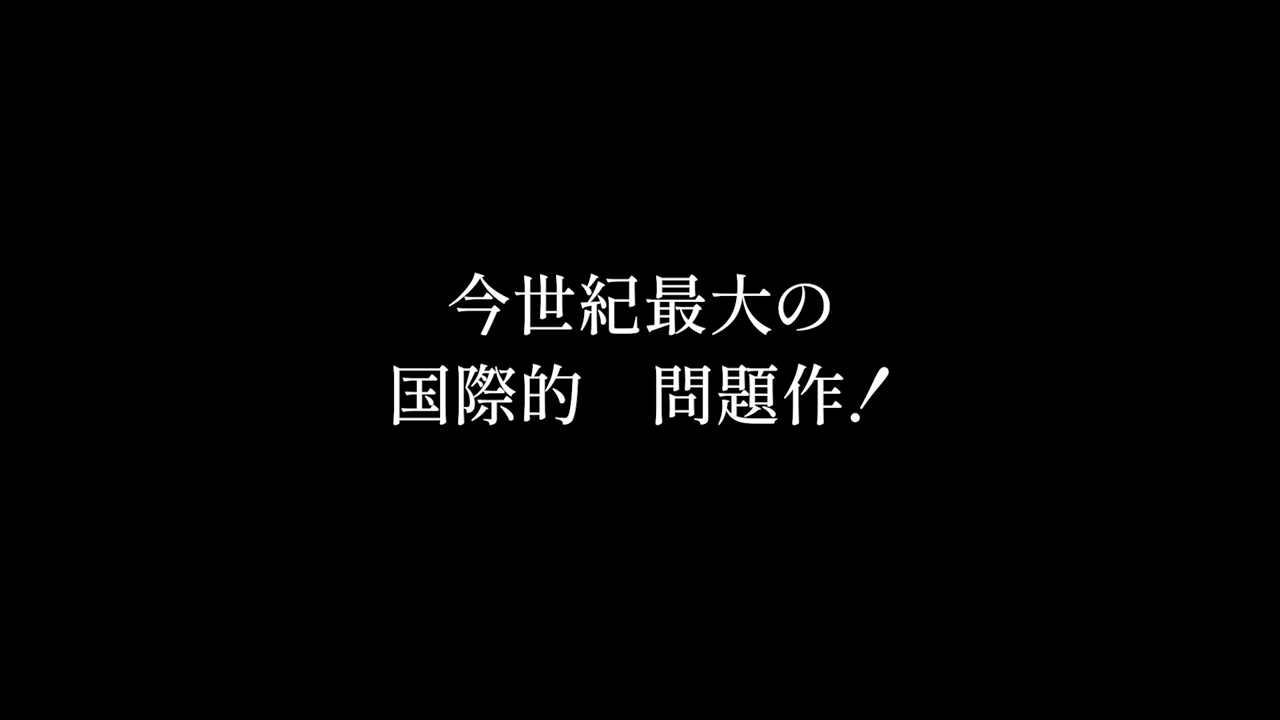 今世紀最大の
国際的　問題作！